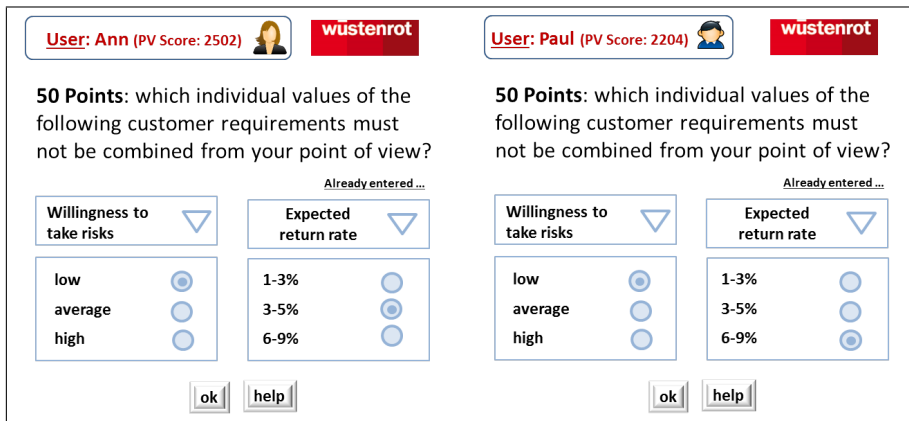 User: Ann (PV Score: 2502)
wüstenrot
50 Points: which individual values of the
following customer requirements must
not be combined from your point of view?
Already entered ...
Willingness to
take risks
Expected
return rate
low
average
high
1-3%
3-5%
6-9%
ok
help
User: Paul (PV Score: 2204)
wüstenrot
50 Points: which individual values of the
following customer requirements must
not be combined from your point of view?
Already entered ...
Willingness to
take risks
Expected
return rate
low
average
high
1-3%
3-5%
6-9%
ok
help